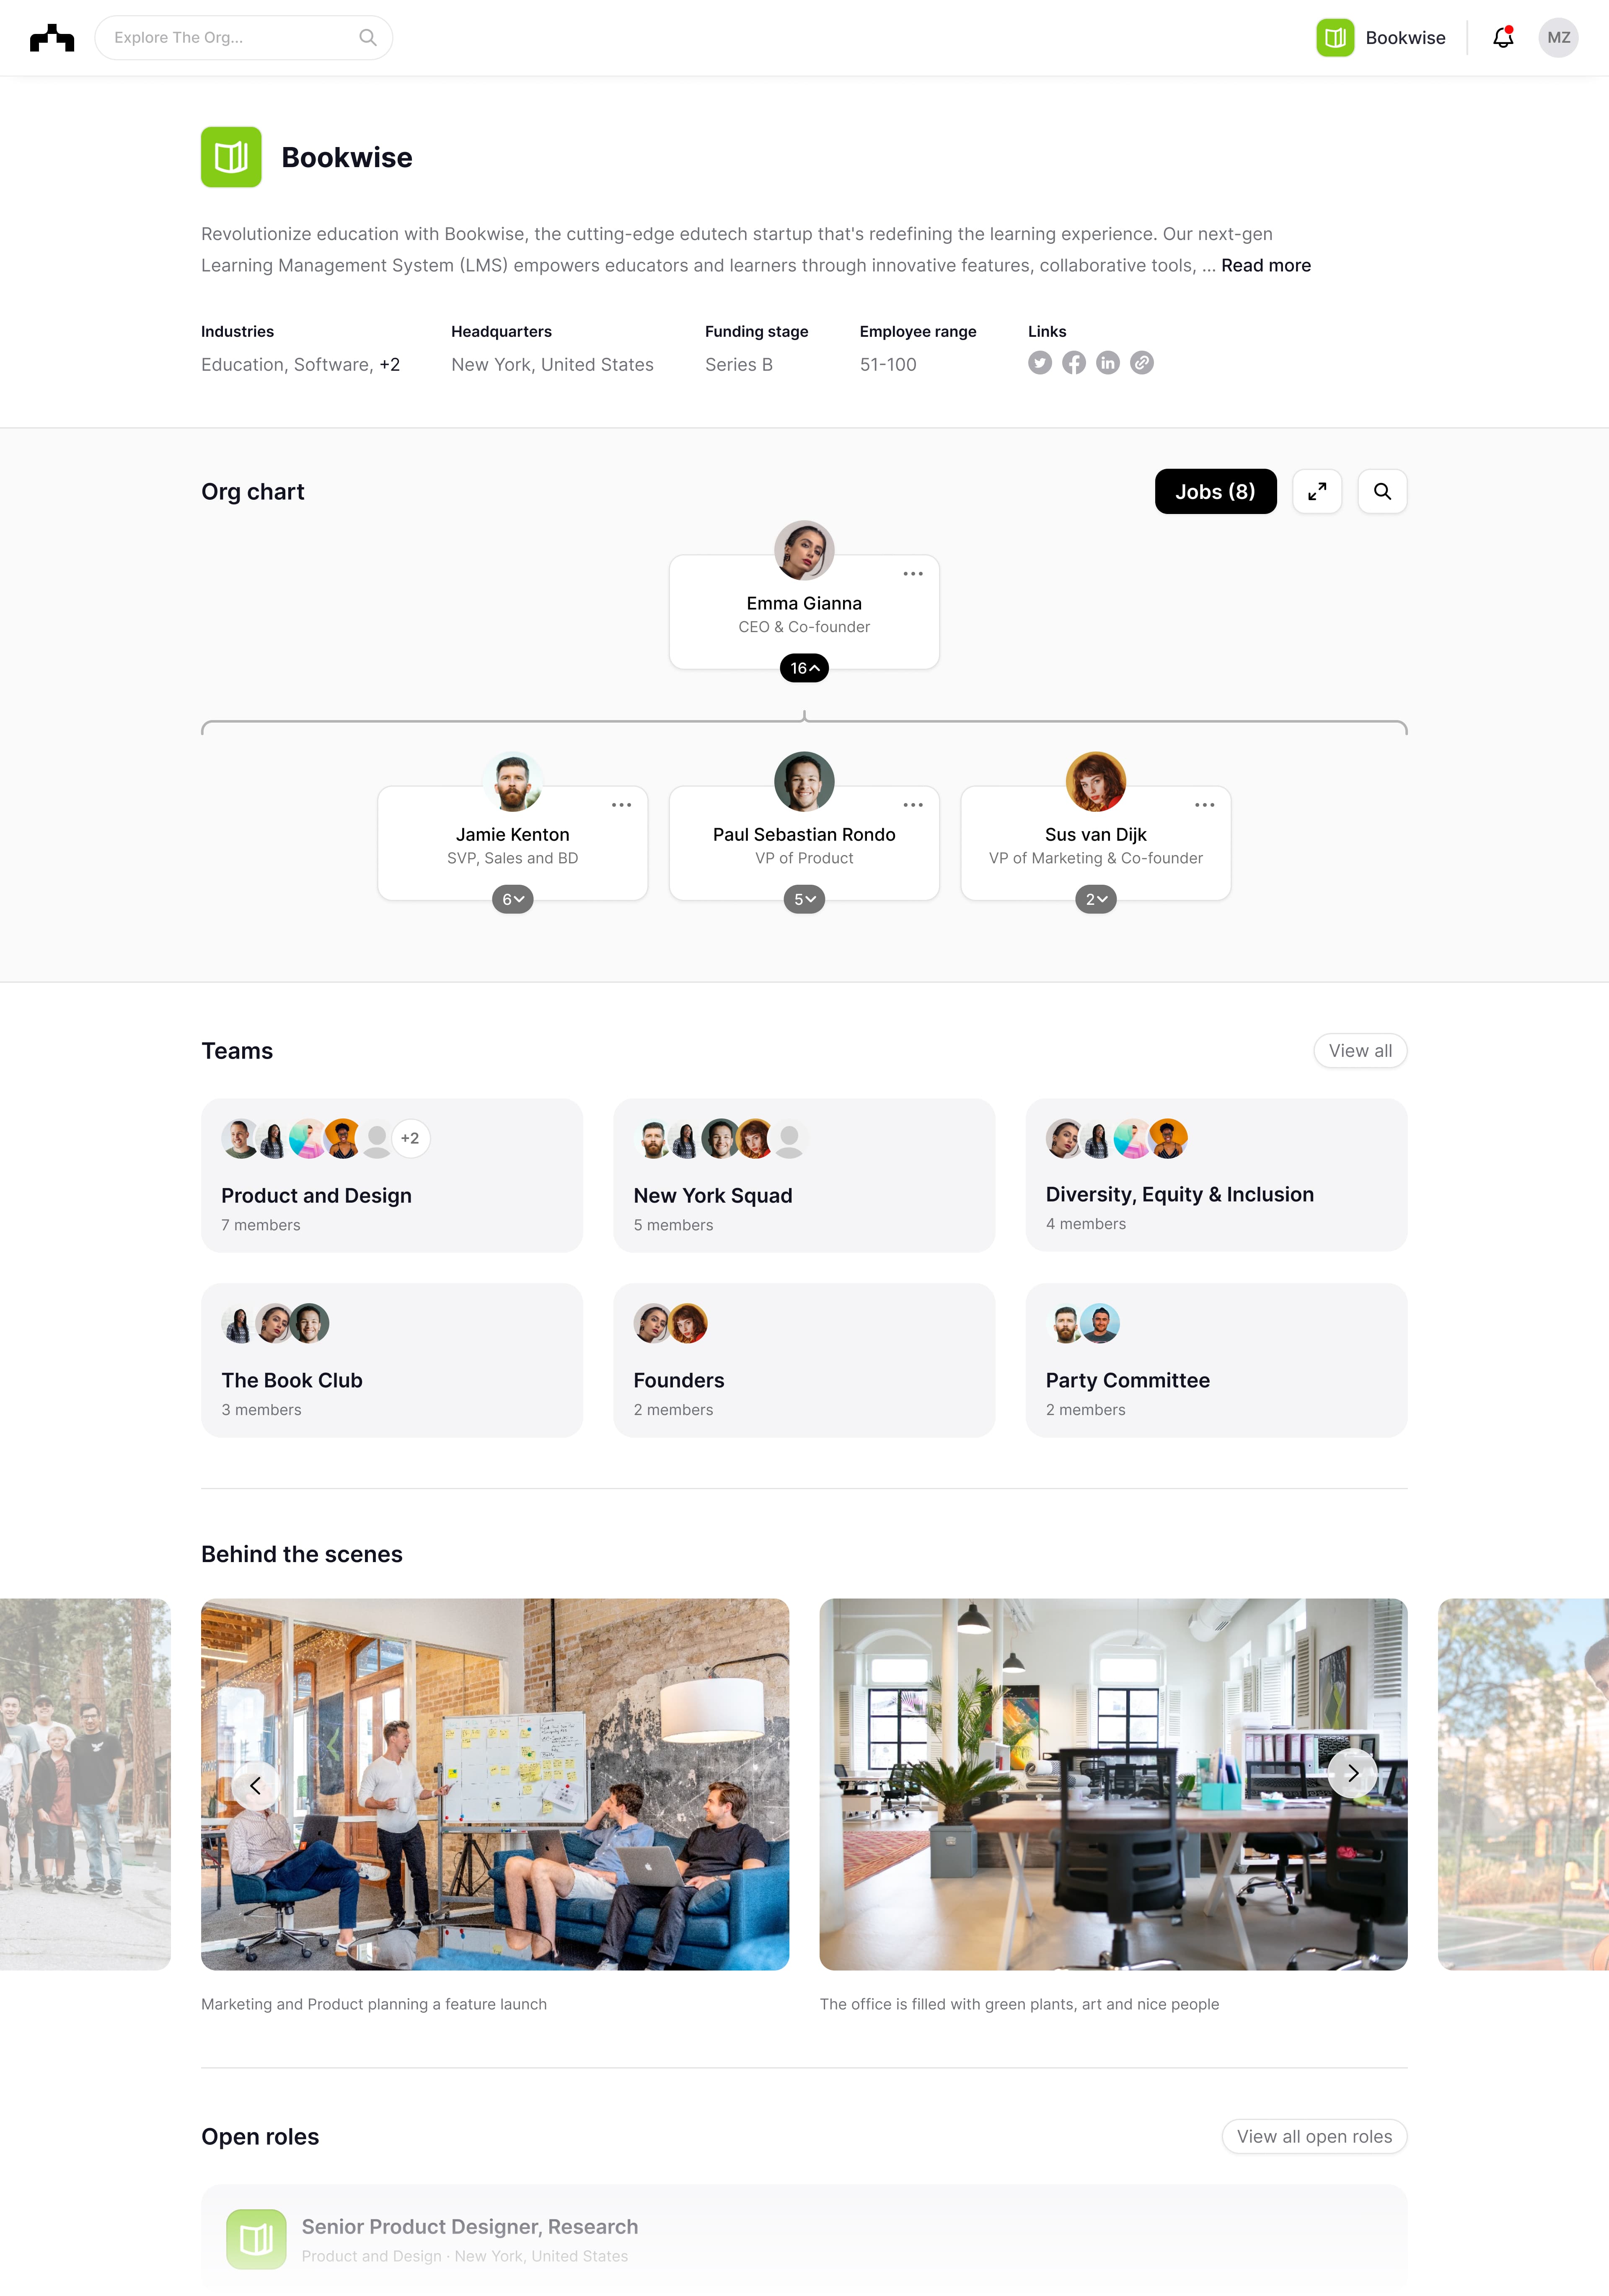 Explore The Org...
Bookwise
MZ
Bookwise
Revolutionize education with Bookwise, the cutting-edge edutech startup that's redefining the learning experience. Our next-gen
Learning Management System (LMS) empowers educators and learners through innovative features, collaborative tools, ... Read more
Industries
Education, Software, +2
Headquarters
New York, United States
Funding stage
Series B
Employee range
51-100
Links
Org chart
Jobs (8)
Emma Gianna
CEO & Co-founder
16
Jamie Kenton
SVP, Sales and BD
6
Paul Sebastian Rondo
VP of Product
5
Sus van Dijk
VP of Marketing & Co-founder
2
Teams
View all
+2
Product and Design
7 members
New York Squad
5 members
Diversity, Equity & Inclusion
4 members
The Book Club
3 members
Founders
2 members
Party Committee
2 members
Behind the scenes
Marketing and Product planning a feature launch
The office is filled with green plants, art and nice people
Open roles
View all open roles
Senior Product Designer, Research
Product and Design · New York, United States